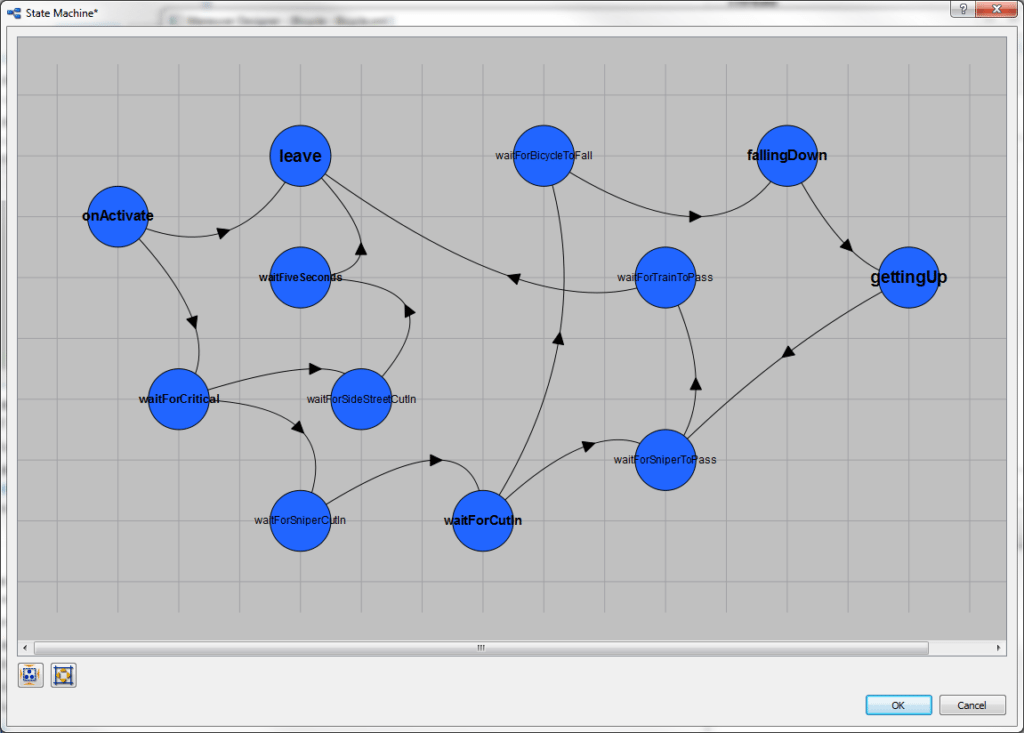 State Machine*
leave
waitForBicycleToFall
fallingDown
onActivate
waitFiveSeconds
waitForTrainToPass
gettingUp
waitForCritical
waitForSideStreetCutIn
waitForSniperToPass
waitForSniperCutIn
waitForCutIn
OK
Cancel